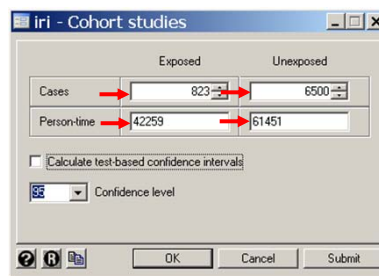 iri - Cohort studies
Exposed Unexposed
Cases 823 6500
Person-time 42259 61451
Calculate test-based confidence intervals
95 Confidence level
? R OK Cancel Submit